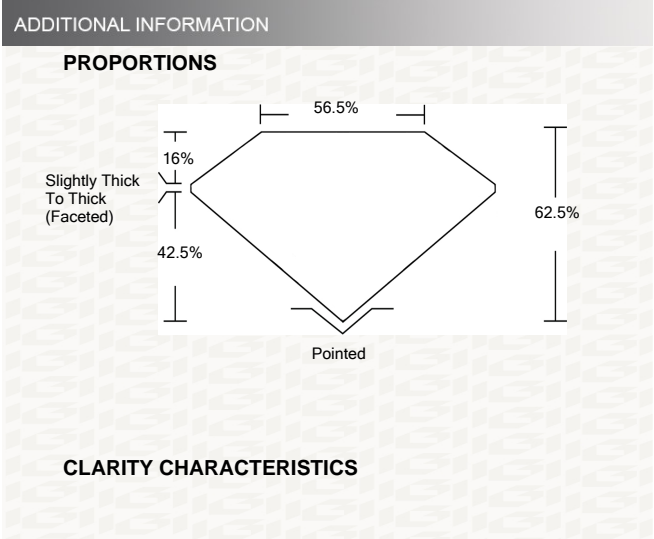 ADDITIONAL INFORMATION
PROPORTIONS
56.5%
16%
Slightly Thick
To Thick
(Faceted)
62.5%
42.5%
Pointed
CLARITY CHARACTERISTICS